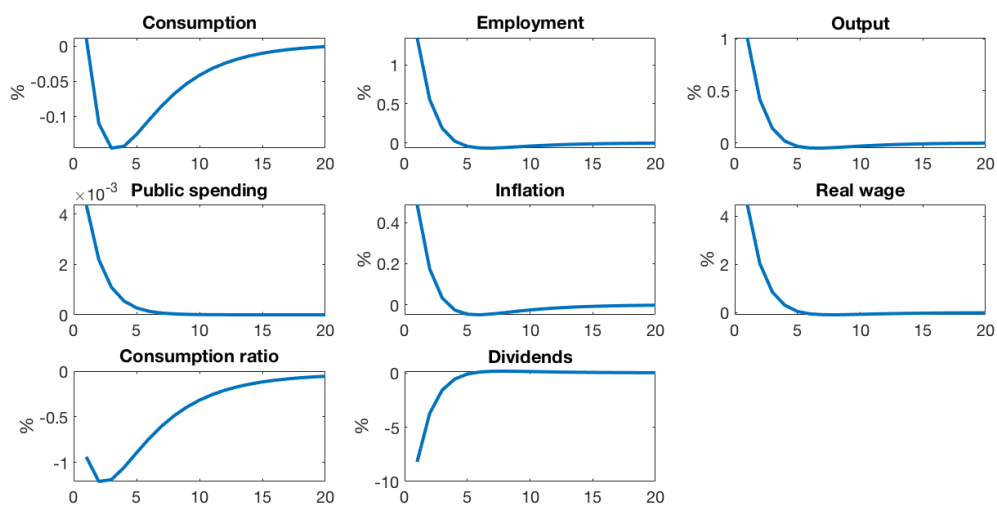 Consumption
%
0
-0.05
-0.1
0 5 10 15 20
Employment
%
1
0.5
0
0 5 10 15 20
Output
%
1
0.5
0
0 5 10 15 20
Public spending
×10⁻³
4
2
0
0 5 10 15 20
Inflation
%
0.4
0.2
0
0 5 10 15 20
Real wage
%
4
2
0
0 5 10 15 20
Consumption ratio
%
0
-0.5
-1
0 5 10 15 20
Dividends
%
0
-5
-10
0 5 10 15 20